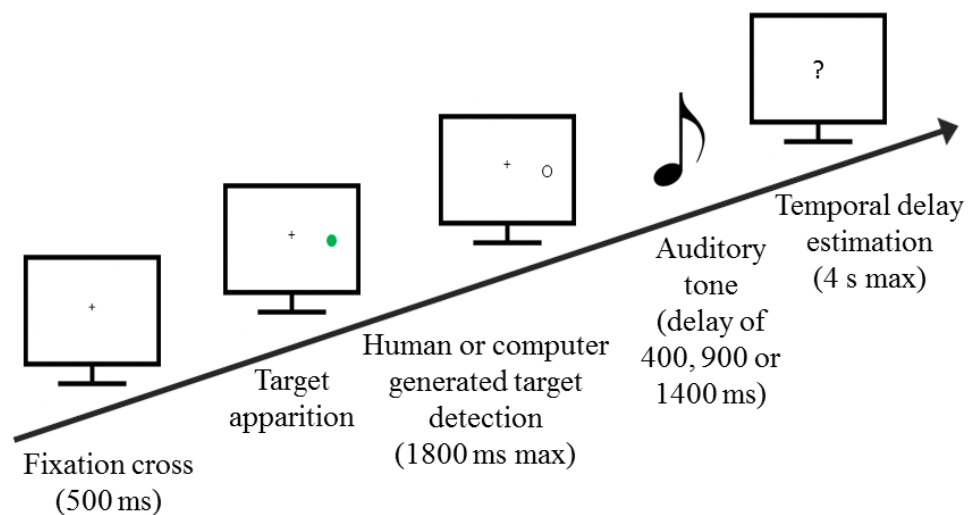 +
Fixation cross
(500 ms)
+
Target
apparition
+
Human or computer
generated target
detection
(1800 ms max)
Auditory
tone
(delay of
400, 900 or
1400 ms)
?
Temporal delay
estimation
(4 s max)